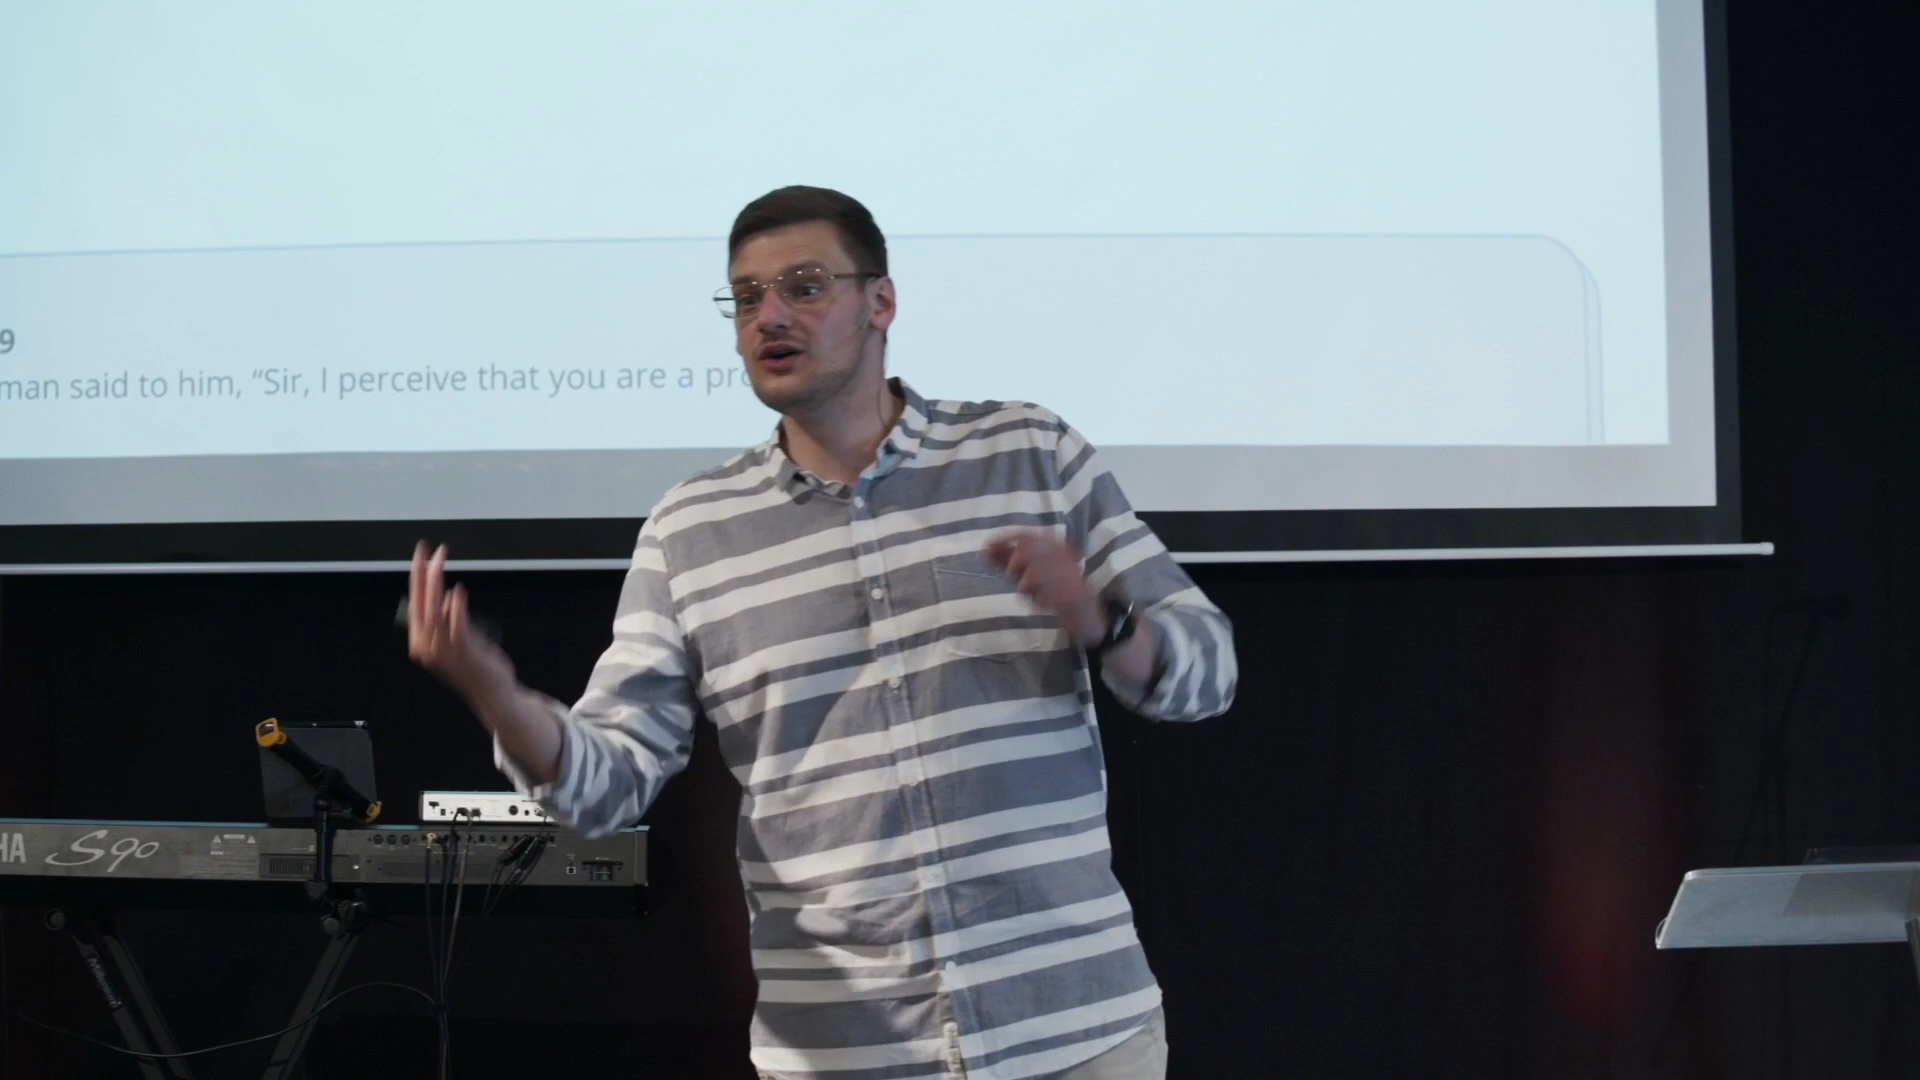 9
man said to him, “Sir, I perceive that you are a pro
HA S90